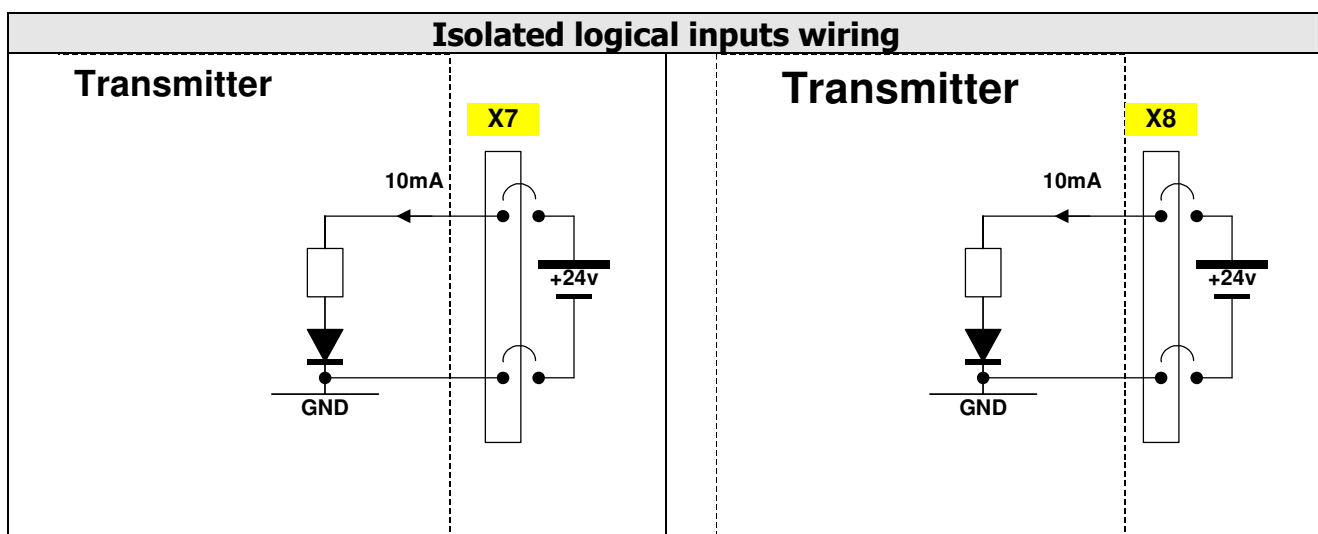 Isolated logical inputs wiring
Transmitter
X7
10mA
+24v
GND
Transmitter
X8
10mA
+24v
GND